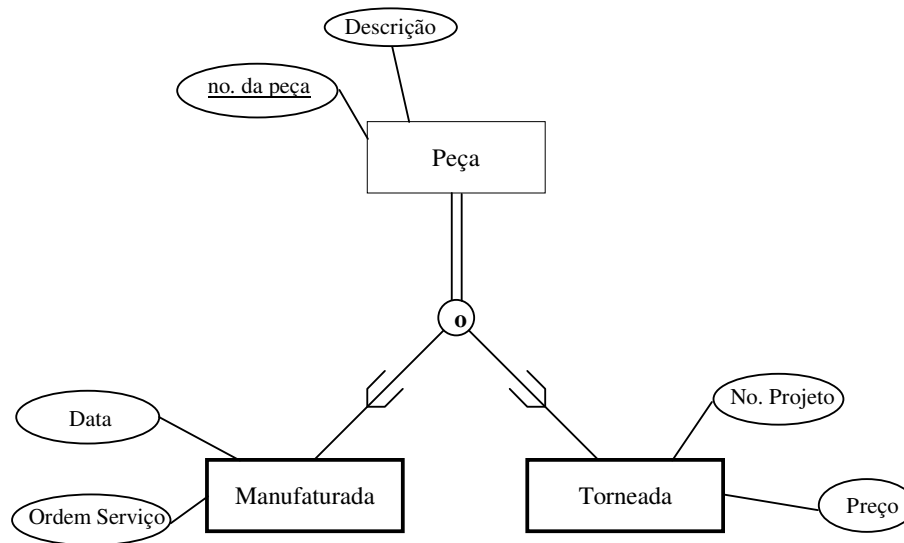 Descrição
no. da peça
Peça
o
No. Projeto
Data
Manufaturada
Torneada
Ordem Serviço
Preço